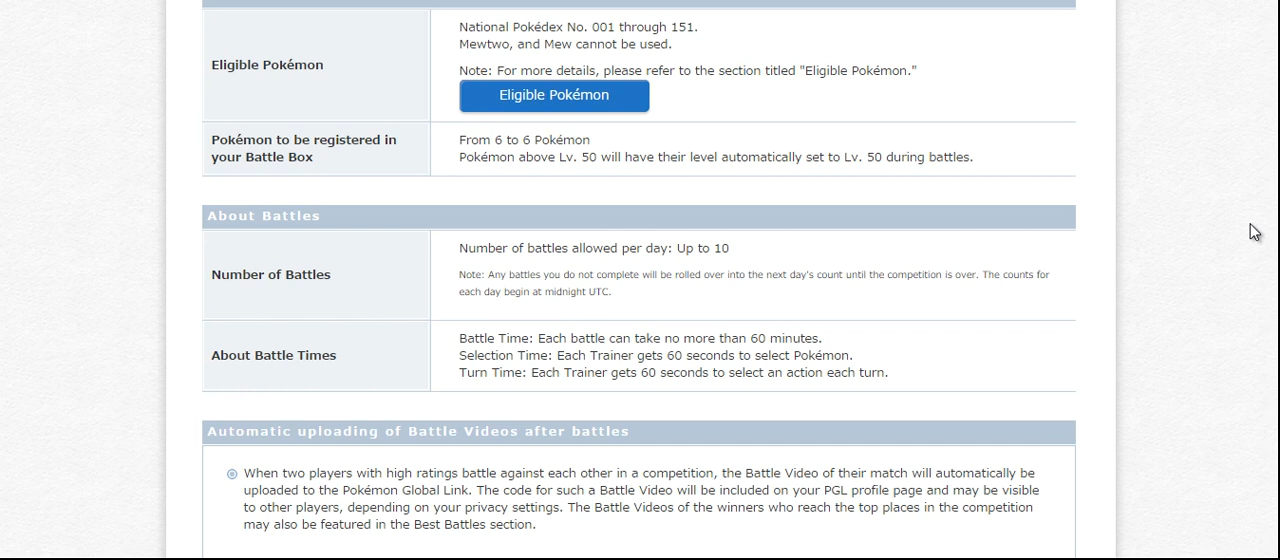 National Pokédex No. 001 through 151.
Mewtwo, and Mew cannot be used.
Eligible Pokémon
Note: For more details, please refer to the section titled "Eligible Pokémon."
Eligible Pokémon
Pokémon to be registered in
your Battle Box
From 6 to 6 Pokémon
Pokémon above Lv. 50 will have their level automatically set to Lv. 50 during battles.
About Battles
Number of Battles
Number of battles allowed per day: Up to 10
Note: Any battles you do not complete will be rolled over into the next day's count until the competition is over. The counts for
each day begin at midnight UTC.
About Battle Times
Battle Time: Each battle can take no more than 60 minutes.
Selection Time: Each Trainer gets 60 seconds to select Pokémon.
Turn Time: Each Trainer gets 60 seconds to select an action each turn.
Automatic uploading of Battle Videos after battles
When two players with high ratings battle against each other in a competition, the Battle Video of their match will automatically be
uploaded to the Pokémon Global Link. The code for such a Battle Video will be included on your PGL profile page and may be visible
to other players, depending on your privacy settings. The Battle Videos of the winners who reach the top places in the competition
may also be featured in the Best Battles section.